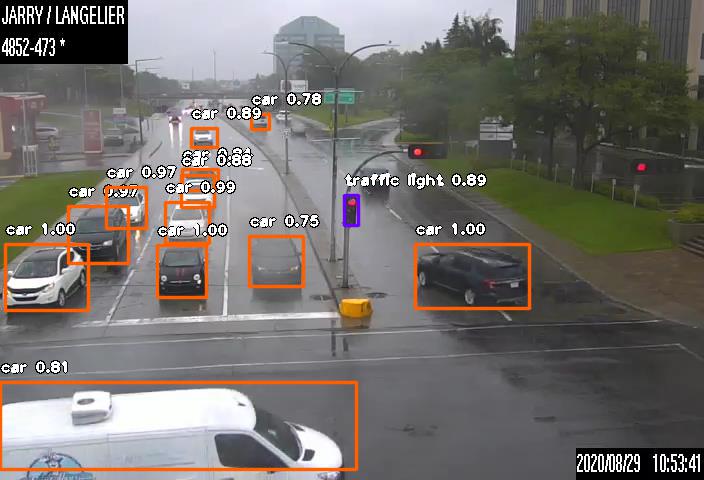 JARRY / LANGELIER
4852-473 *
car 0.78
car 0.89
car 0.88
car 0.97
car 0.99
car 0.97
traffic light 0.89
car 1.00
car 1.00
car 0.75
car 1.00
car 0.81
2020/08/29 10:53:41